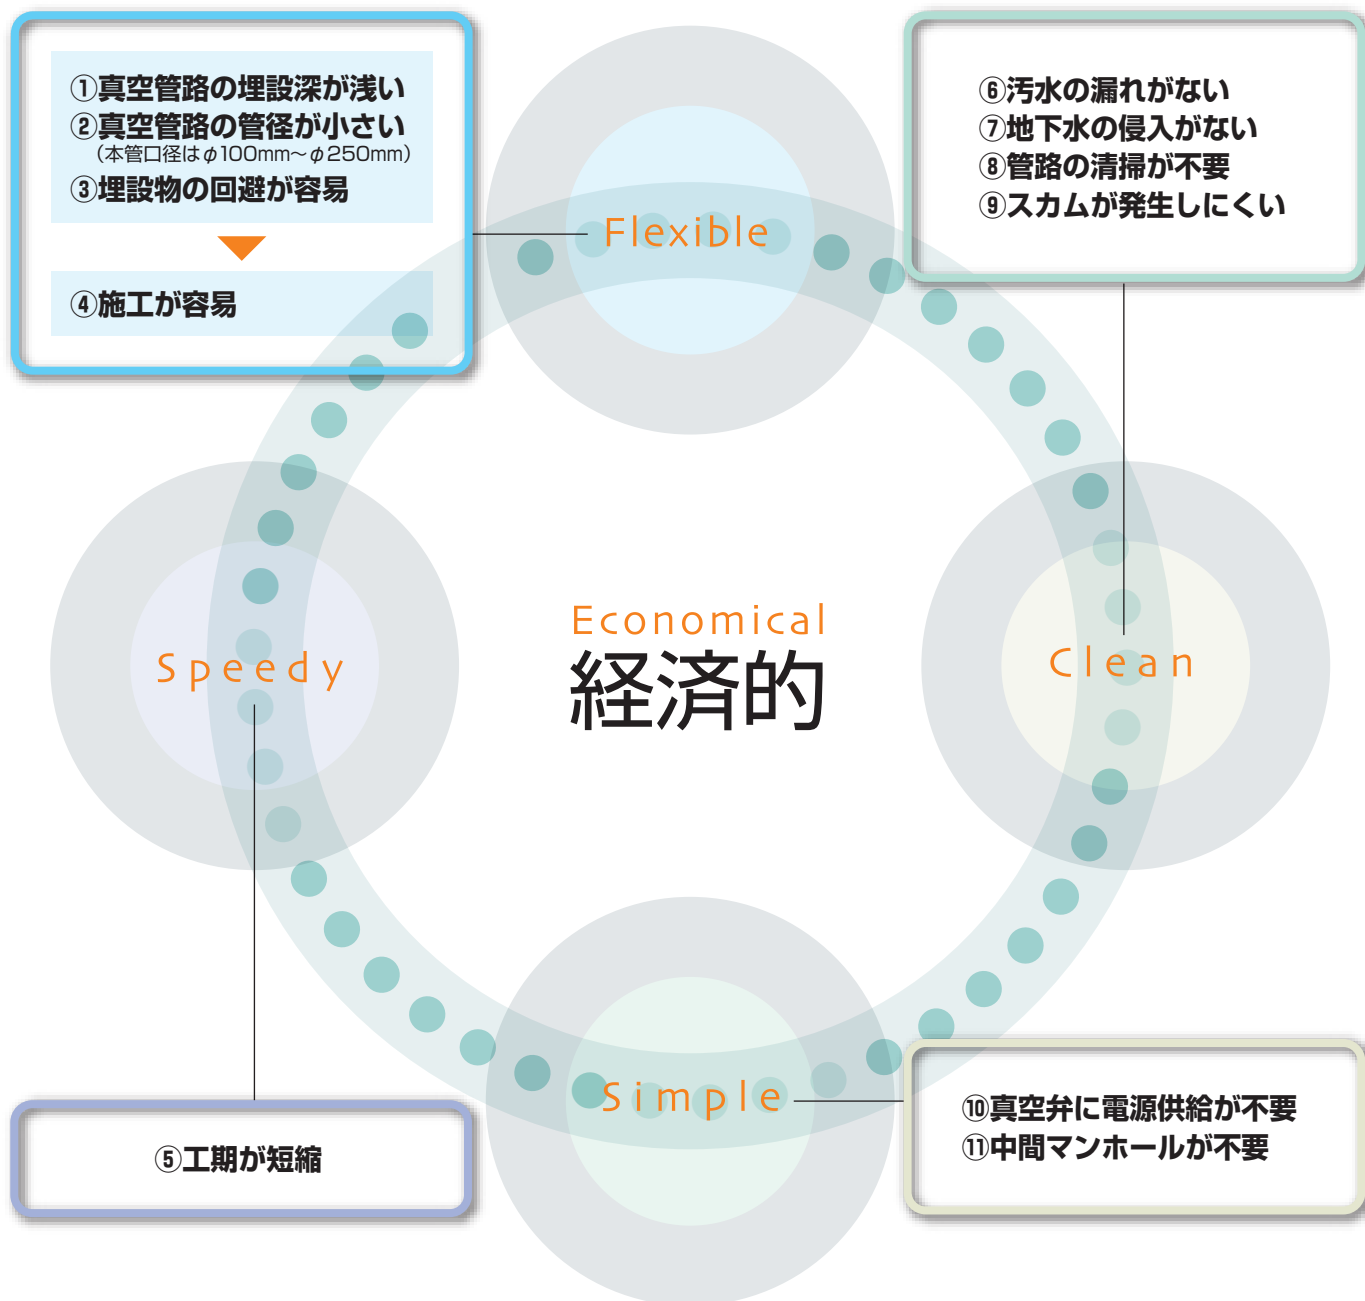 ①真空管路の埋設深が浅い
②真空管路の管径が小さい
（本管口径はφ100mm～φ250mm）
③埋設物の回避が容易
④施工が容易
⑥汚水の漏れがない
⑦地下水の侵入がない
⑧管路の清掃が不要
⑨スカムが発生しにくい
Flexible
Economical
経済的
Speedy
Clean
Simple
⑤工期が短縮
⑩真空弁に電源供給が不要
⑪中間マンホールが不要